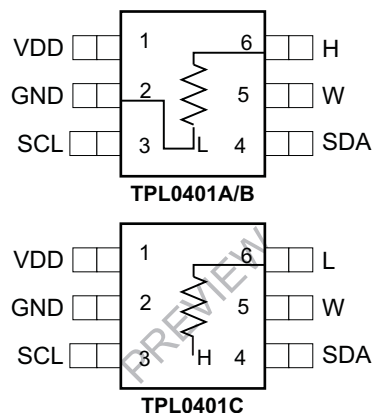 VDD 1 6 H
GND 2 5 W
SCL 3 L 4 SDA
TPL0401A/B
VDD 1 6 L
GND 2 5 W
SCL 3 H 4 SDA
PREVIEW
TPL0401C